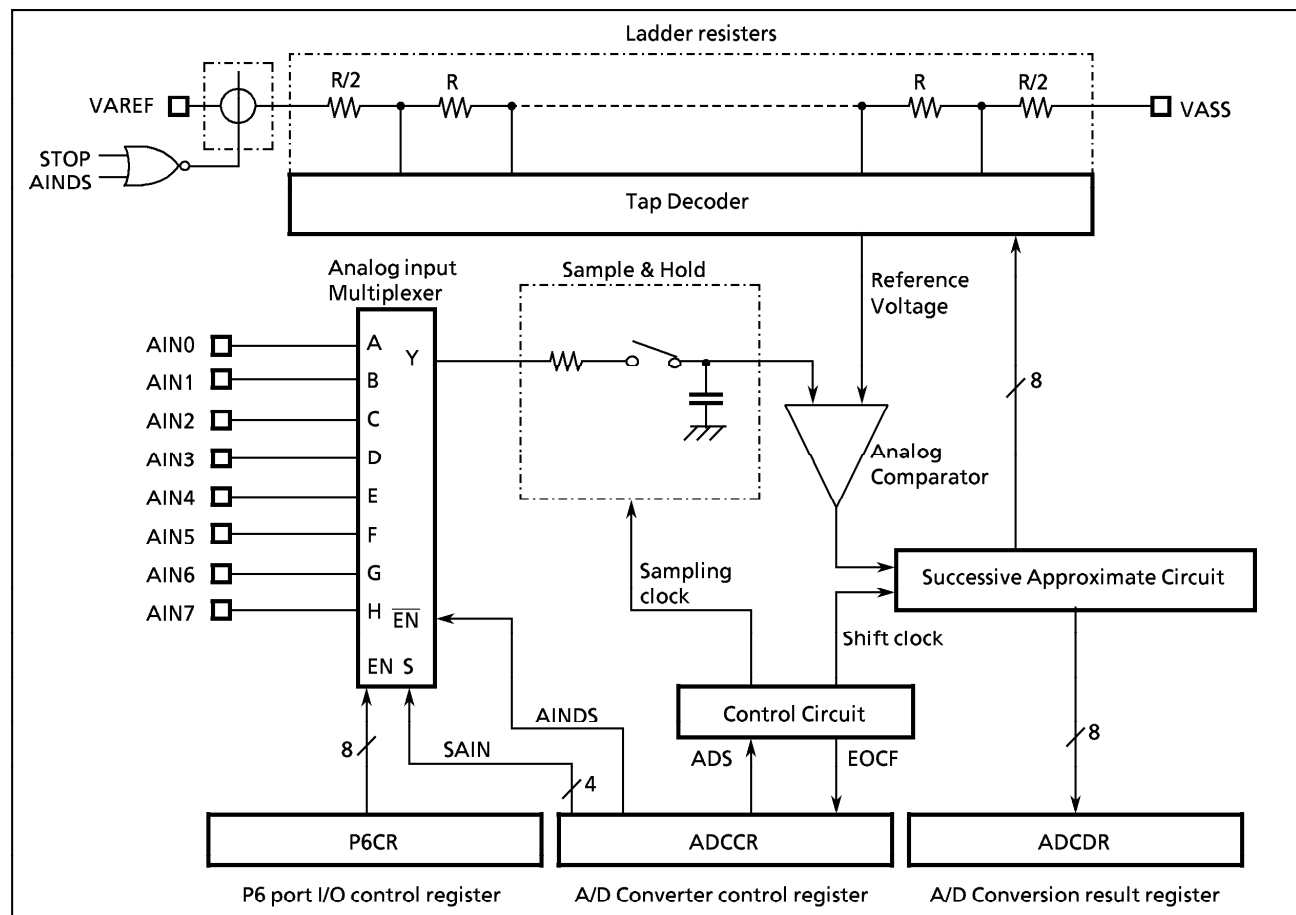 Ladder resisters
R/2
R
R
R/2
VAREF
VASS
STOP
AINDS
Tap Decoder
Analog input
Multiplexer
Sample & Hold
Reference
Voltage
AIN0
AIN1
AIN2
AIN3
AIN4
AIN5
AIN6
AIN7
A
B
C
D
E
F
G
H
Y
EN
EN S
8
Analog
Comparator
Sampling
clock
Successive Approximate Circuit
Shift clock
Control Circuit
AINDS
SAIN
8
4
ADS
EOCF
8
P6CR
ADCCR
ADCDR
P6 port I/O control register
A/D Converter control register
A/D Conversion result register